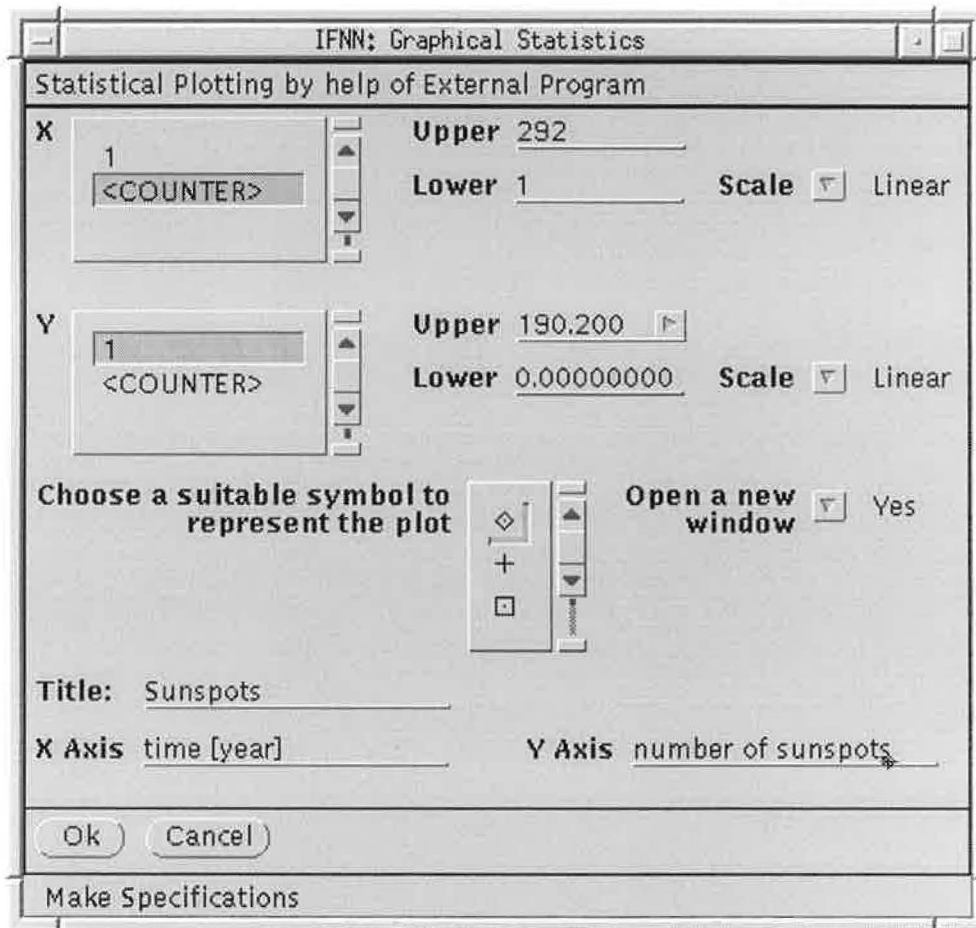 IFNN: Graphical Statistics
Statistical Plotting by help of External Program
X
1
<COUNTER>
Upper 292
Lower 1
Scale Linear
Y
1
<COUNTER>
Upper 190.200
Lower 0.00000000
Scale Linear
Choose a suitable symbol to
represent the plot
Open a new
window
Yes
Title: Sunspots
X Axis time [year]
Y Axis number of sunspots
Ok Cancel
Make Specifications